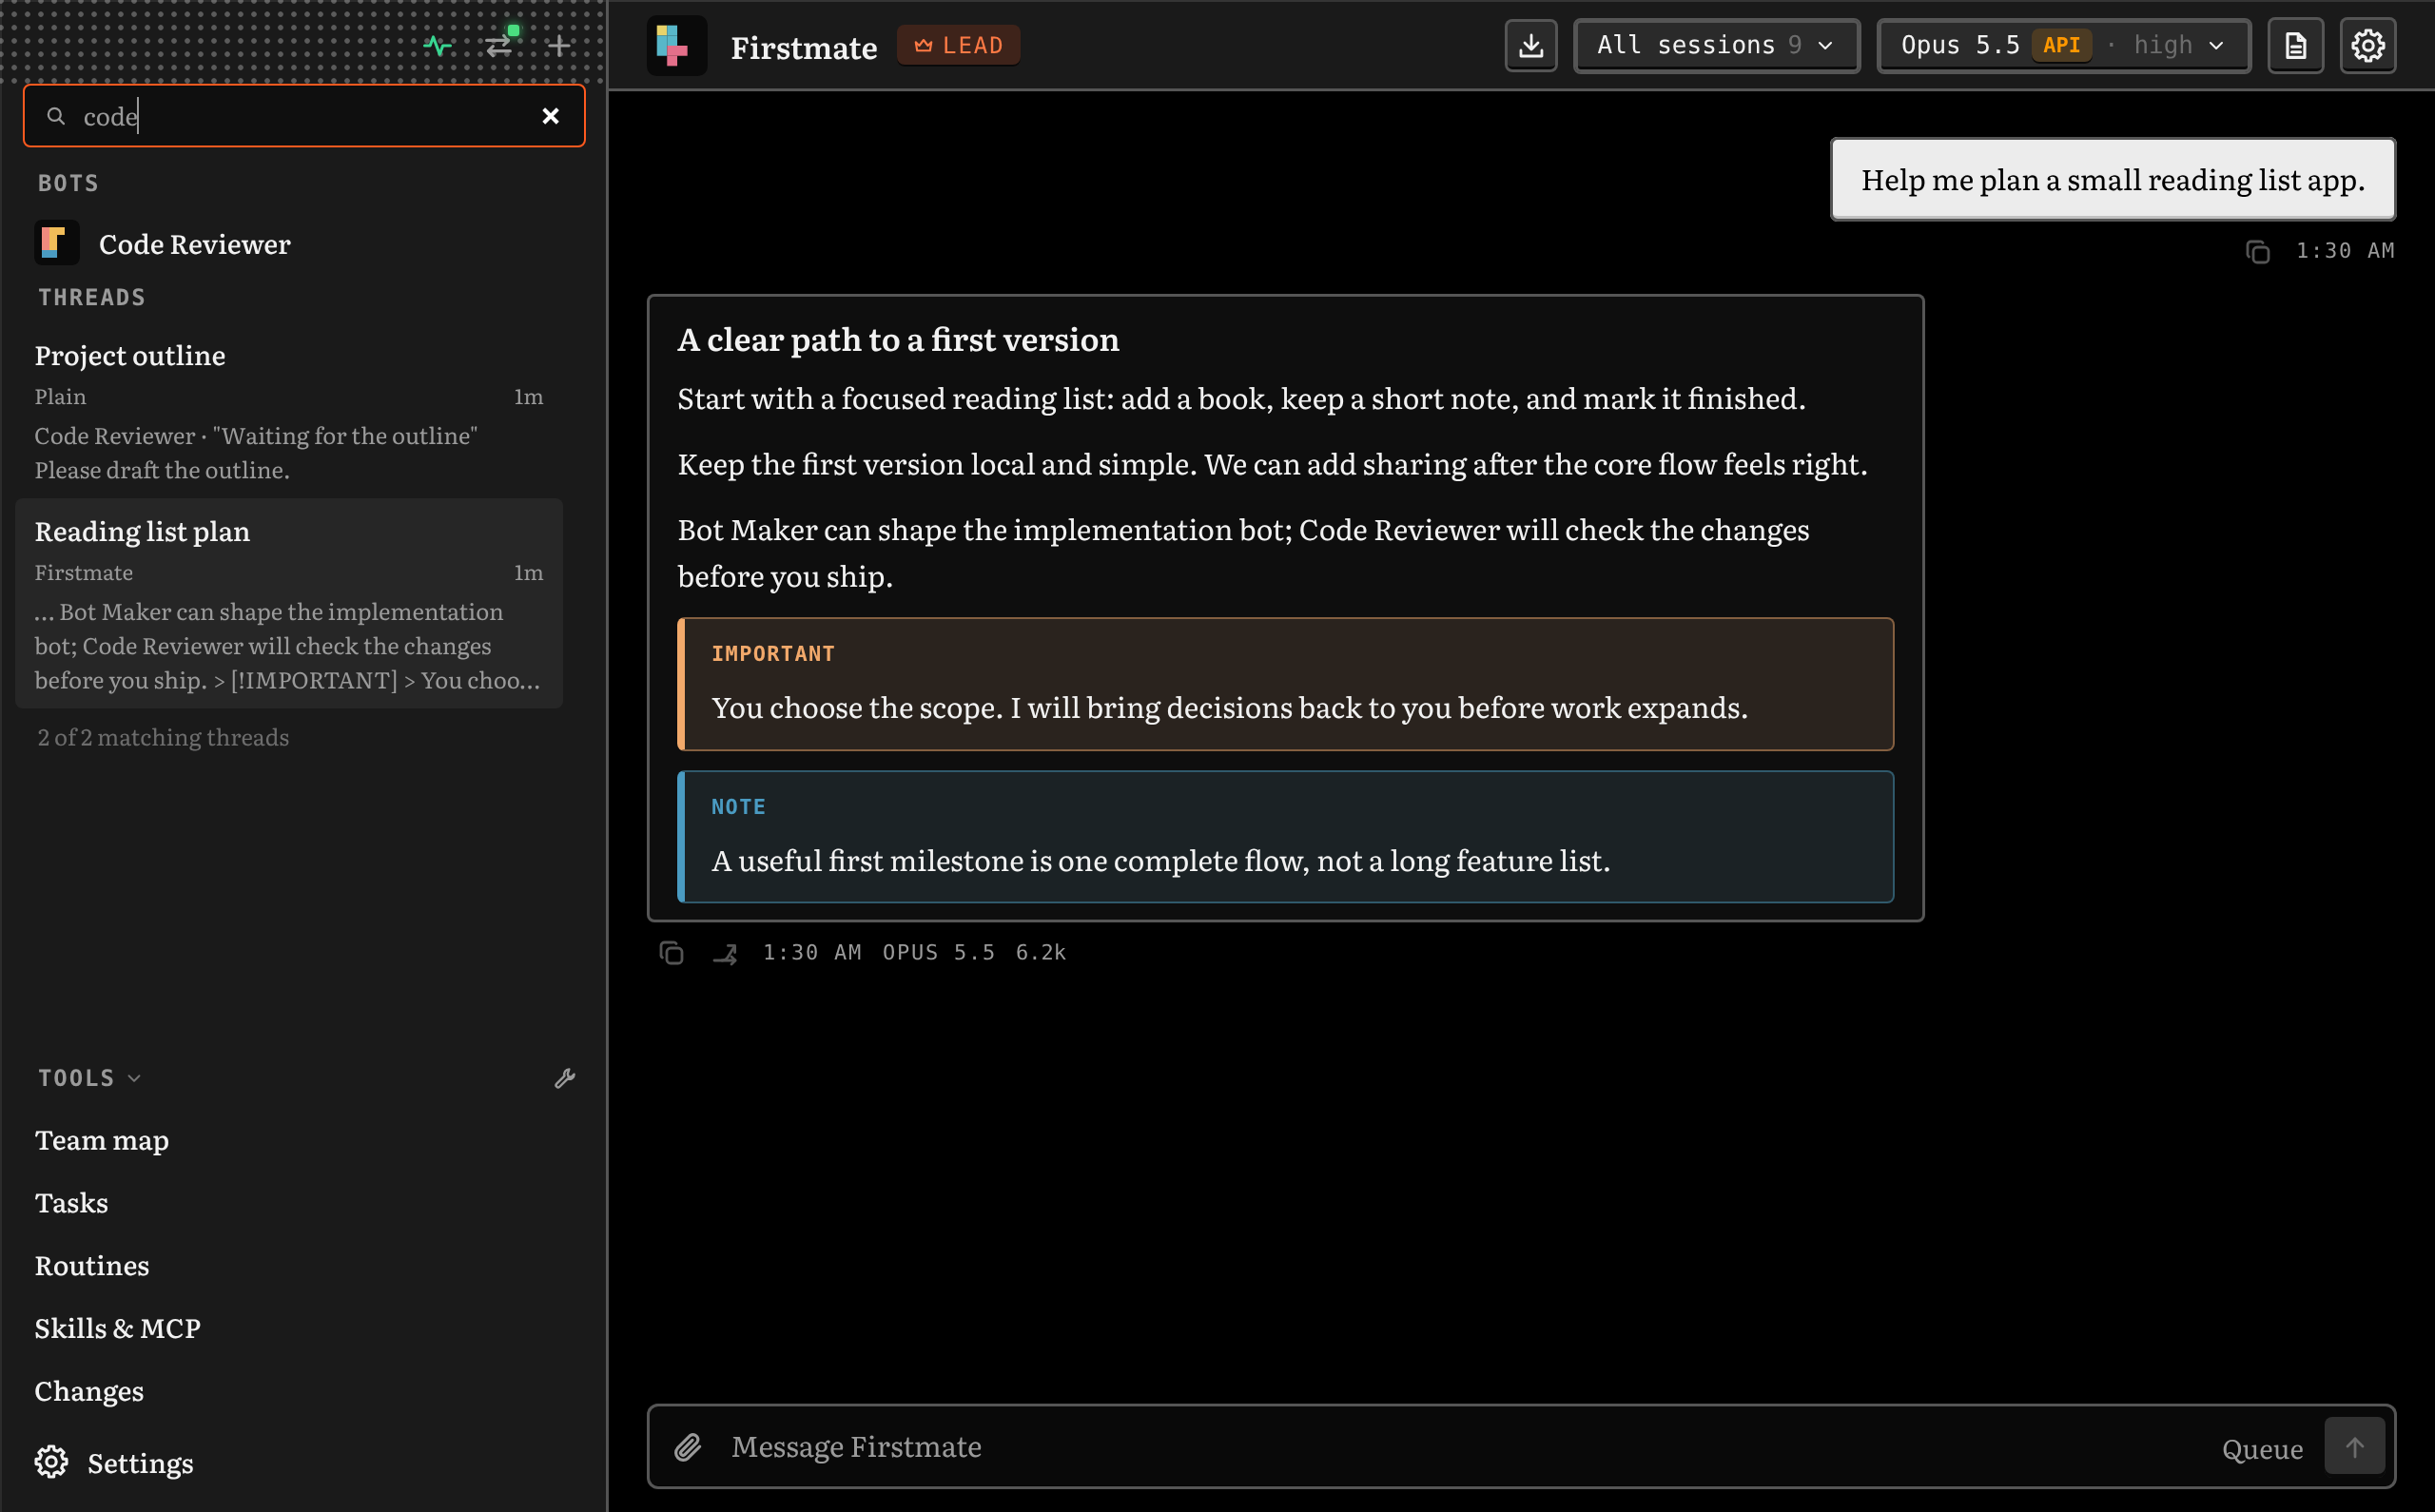 code
BOTS
Code Reviewer
THREADS
Project outline
Plain 1m
Code Reviewer · "Waiting for the outline"
Please draft the outline.
Reading list plan
Firstmate 1m
... Bot Maker can shape the implementation
bot; Code Reviewer will check the changes
before you ship. > [!IMPORTANT] > You choo...
2 of 2 matching threads
TOOLS
Team map
Tasks
Routines
Skills & MCP
Changes
Settings
Firstmate LEAD
All sessions 9
Opus 5.5 API · high
Help me plan a small reading list app.
1:30 AM
A clear path to a first version
Start with a focused reading list: add a book, keep a short note, and mark it finished.
Keep the first version local and simple. We can add sharing after the core flow feels right.
Bot Maker can shape the implementation bot; Code Reviewer will check the changes
before you ship.
IMPORTANT
You choose the scope. I will bring decisions back to you before work expands.
NOTE
A useful first milestone is one complete flow, not a long feature list.
1:30 AM OPUS 5.5 6.2k
Message Firstmate
Queue